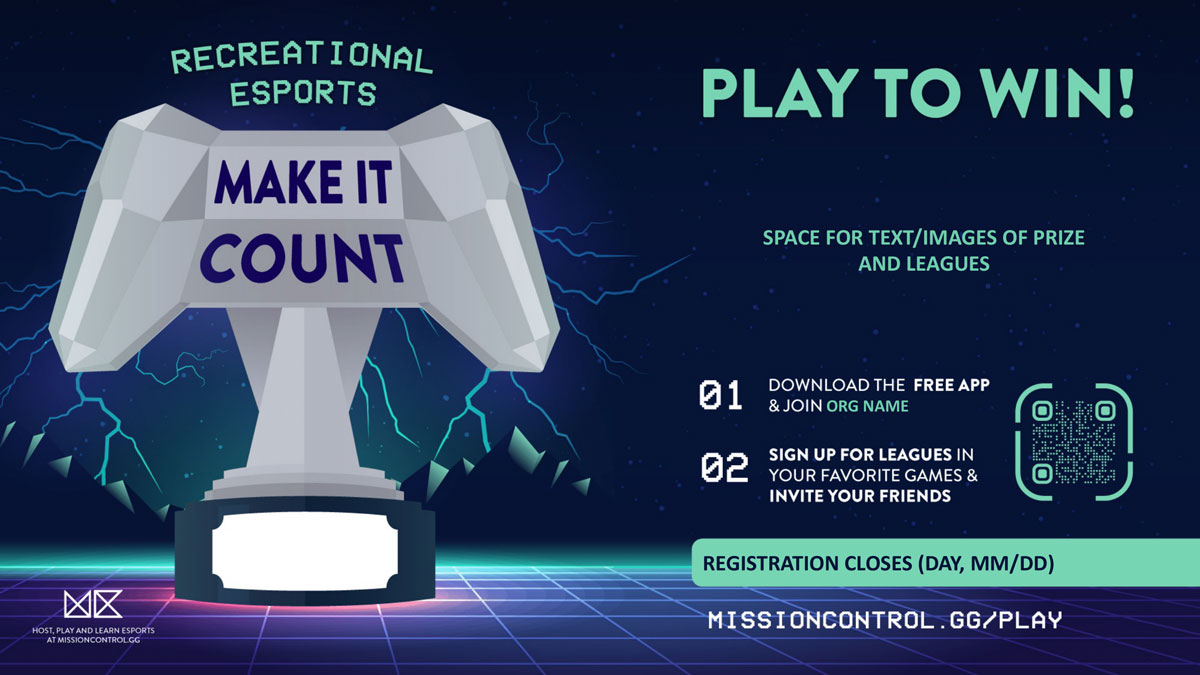 RECREATIONAL
ESPORTS
MAKE IT
COUNT
HOST, PLAY AND LEARN ESPORTS
AT MISSIONCONTROL.GG
PLAY TO WIN!
SPACE FOR TEXT/IMAGES OF PRIZE
AND LEAGUES
01 DOWNLOAD THE FREE APP
& JOIN ORG NAME
02 SIGN UP FOR LEAGUES IN
YOUR FAVORITE GAMES &
INVITE YOUR FRIENDS
REGISTRATION CLOSES (DAY, MM/DD)
MISSIONCONTROL.GG/PLAY